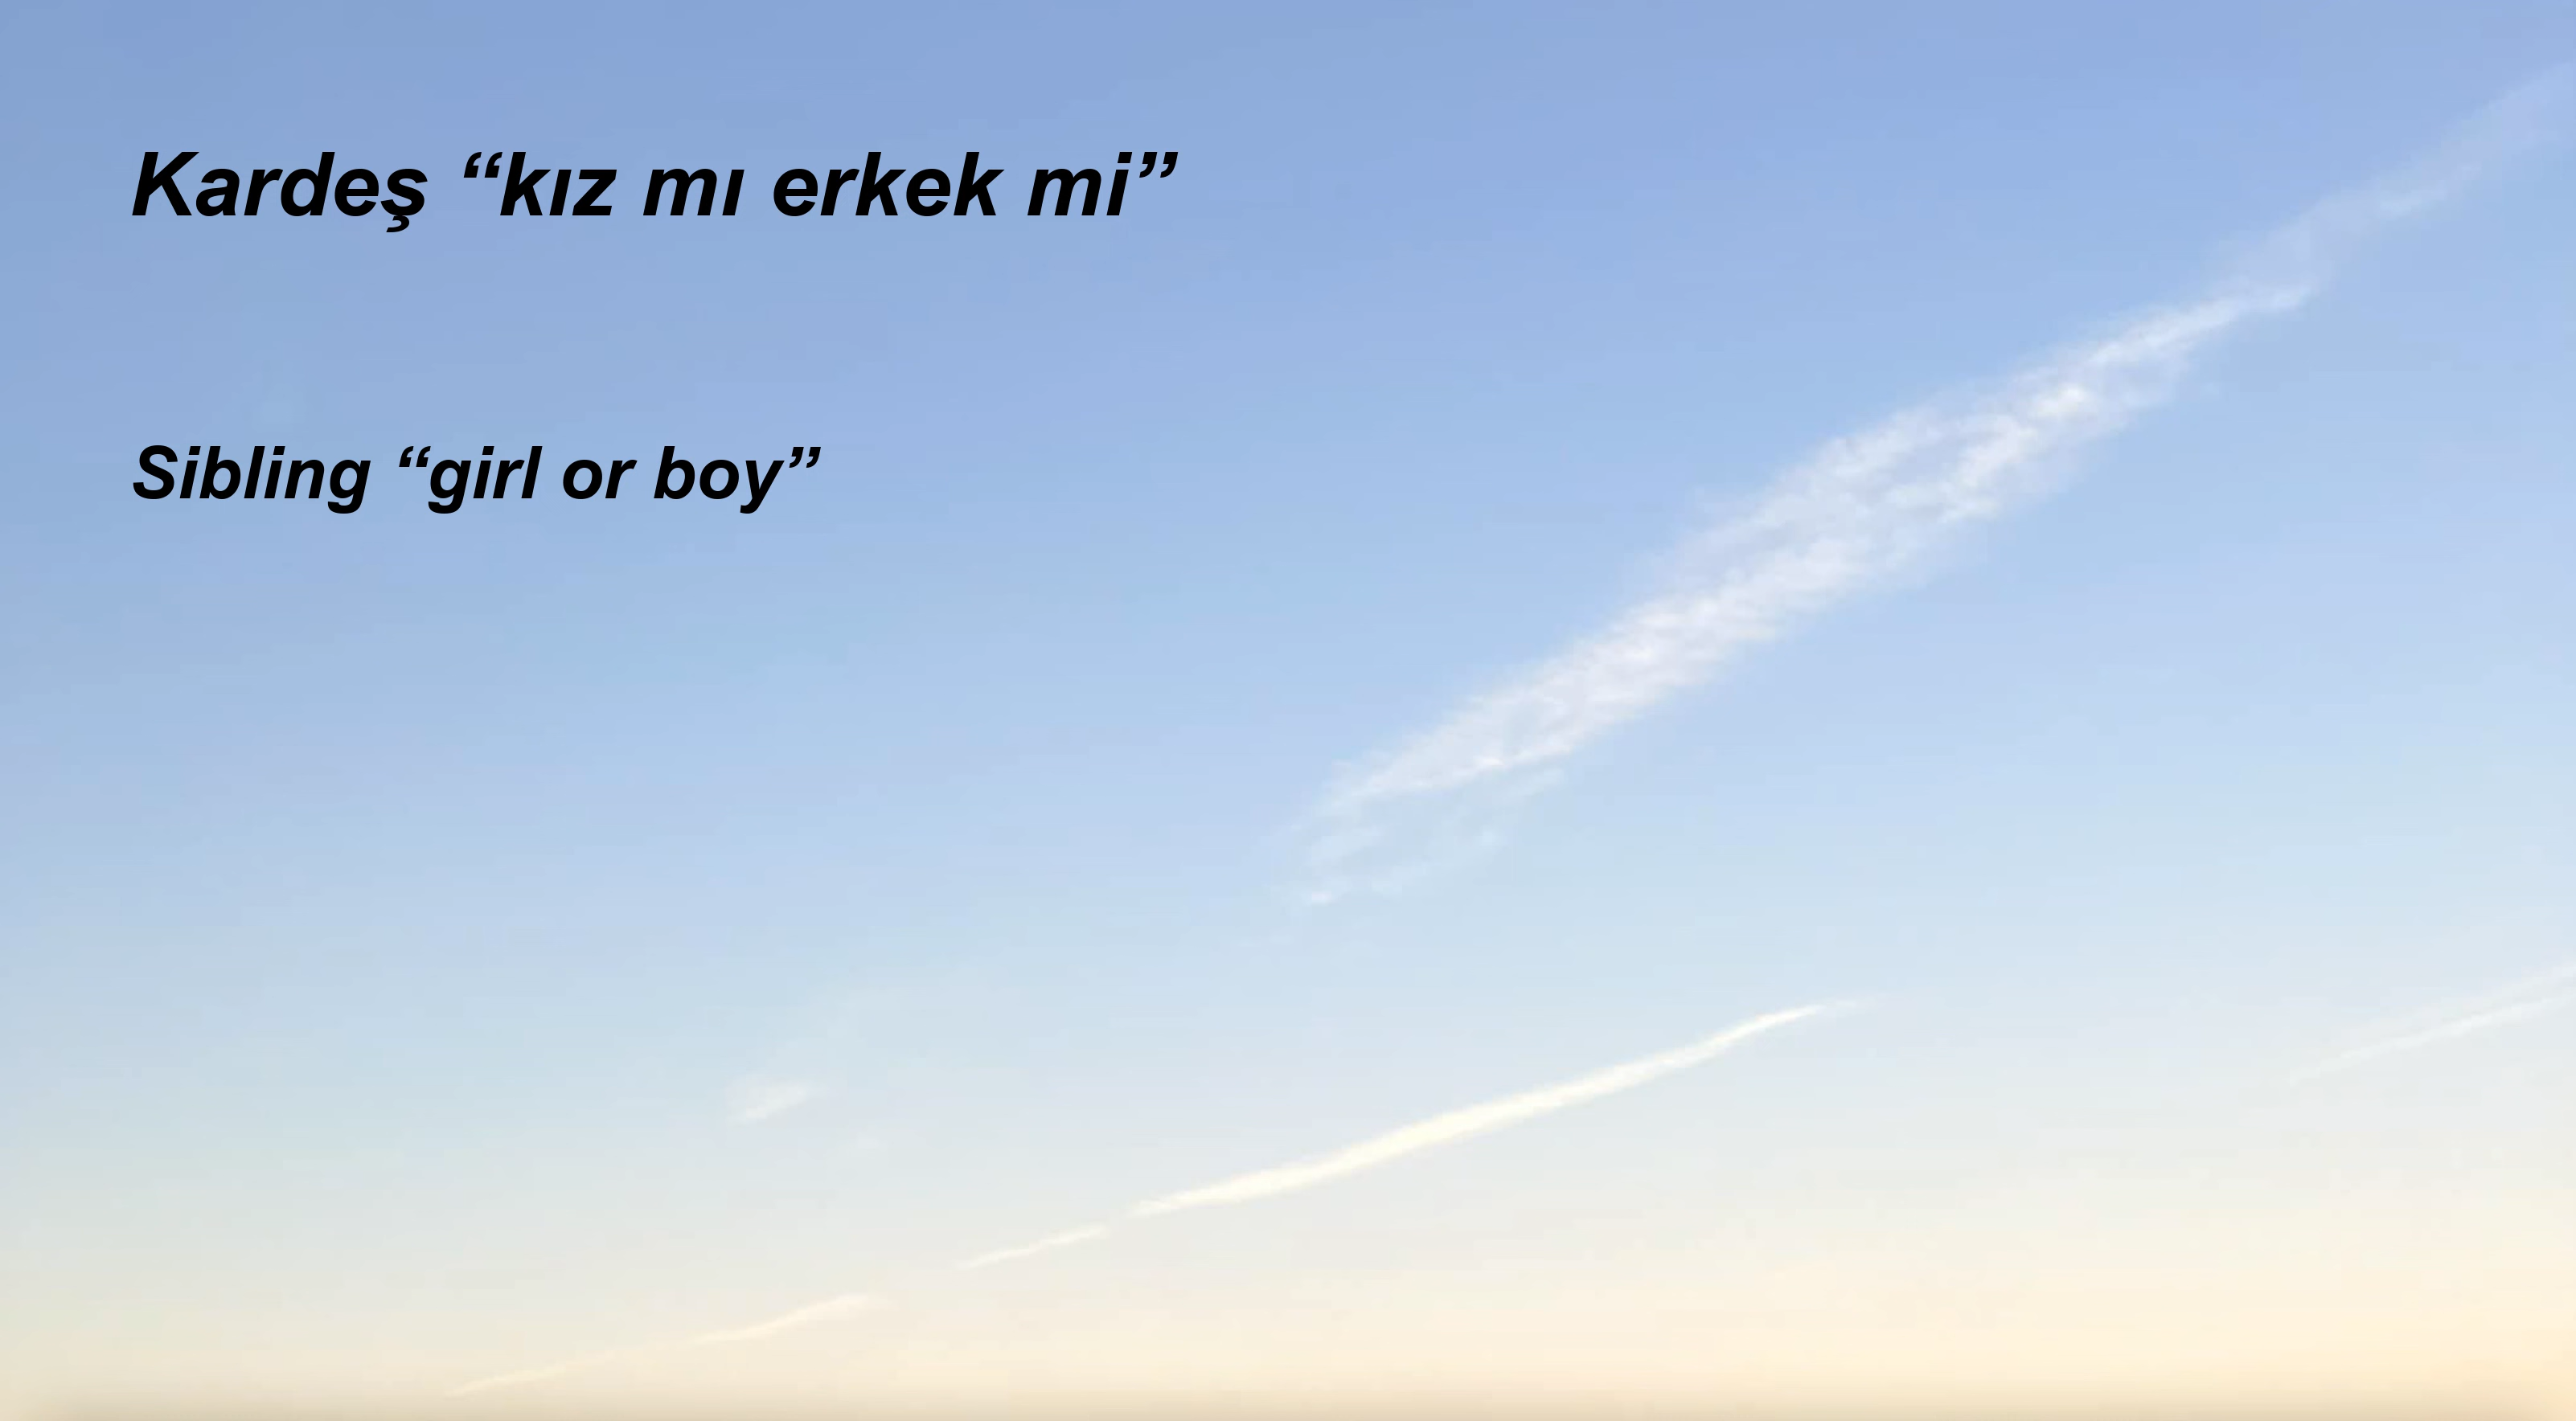 Kardeş “kız mı erkek mi”
Sibling “girl or boy”